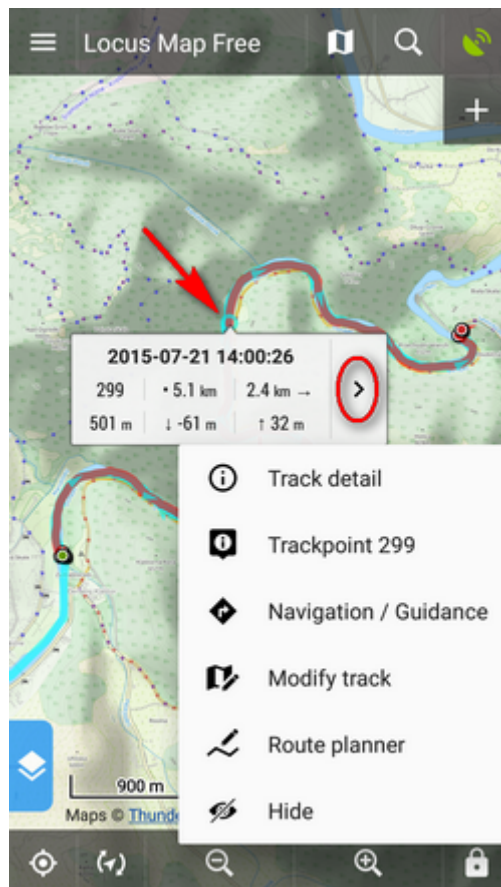 Locus Map Free
2015-07-21 14:00:26
299 • 5.1 km 2.4 km →
501 m ↓ -61 m ↑ 32 m
Track detail
Trackpoint 299
Navigation / Guidance
Modify track
Route planner
Hide
900 m
Maps © Thunde